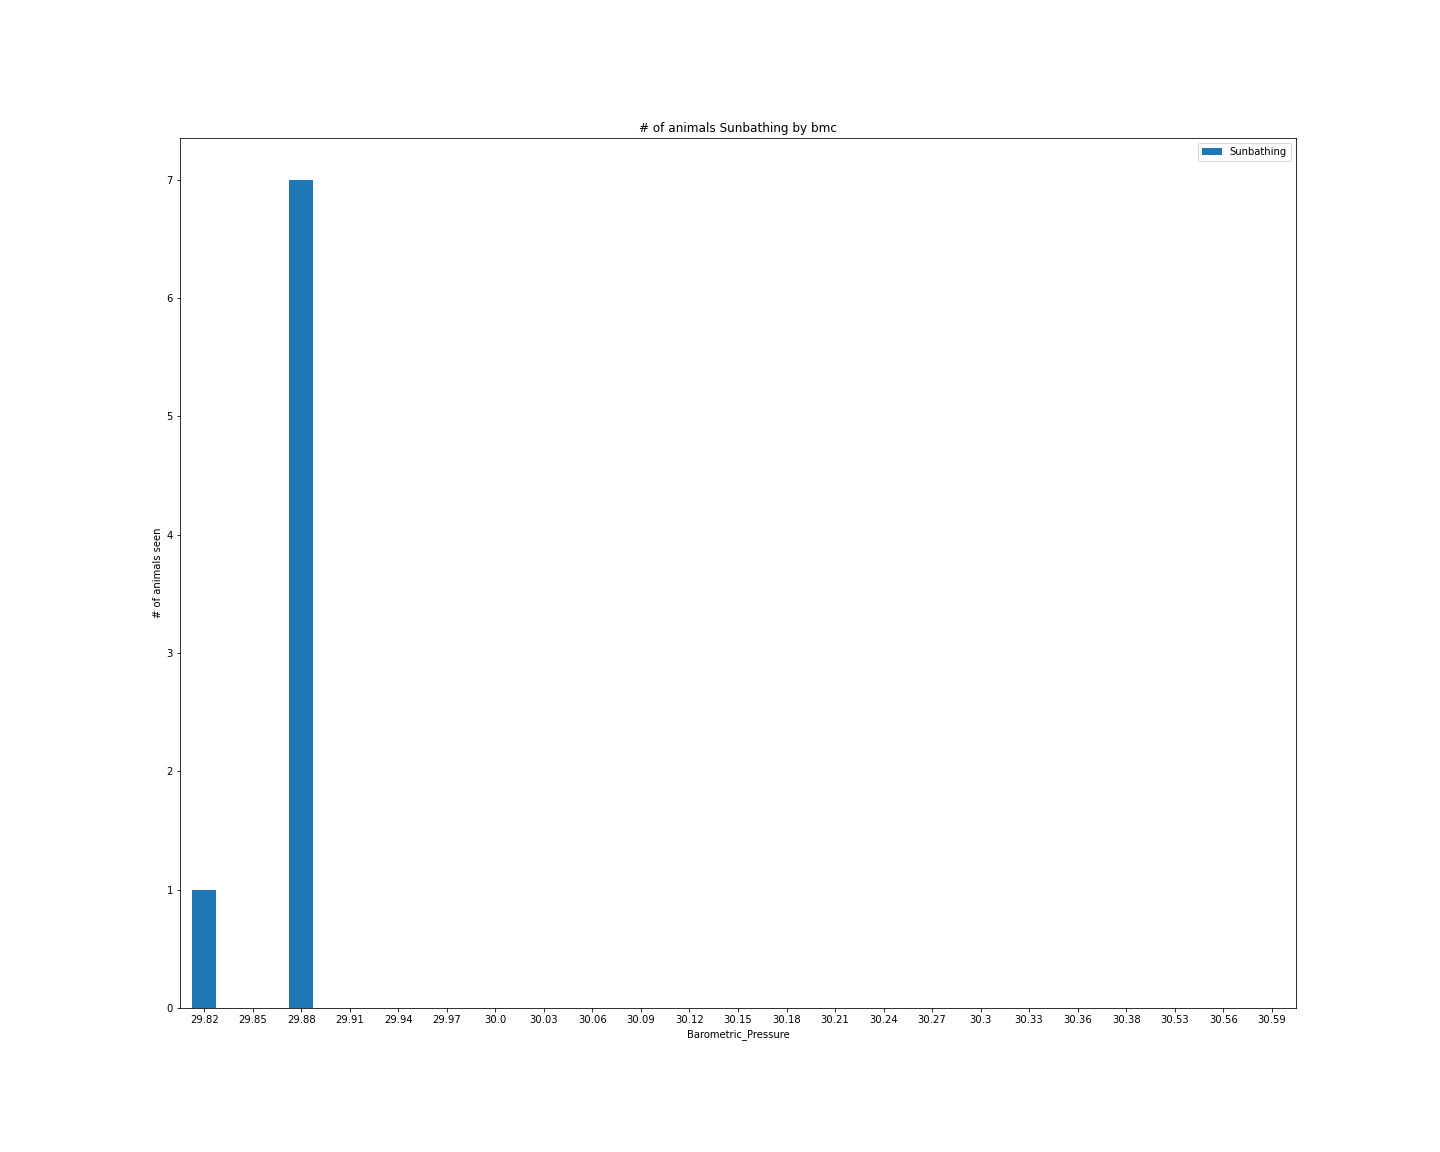 # of animals Sunbathing by bmc
Sunbathing
7
6
5
4
3
2
1
0
# of animals seen
29.82 29.85 29.88 29.91 29.94 29.97 30.0 30.03 30.06 30.09 30.12 30.15 30.18 30.21 30.24 30.27 30.3 30.33 30.36 30.38 30.53 30.56 30.59
Barometric_Pressure